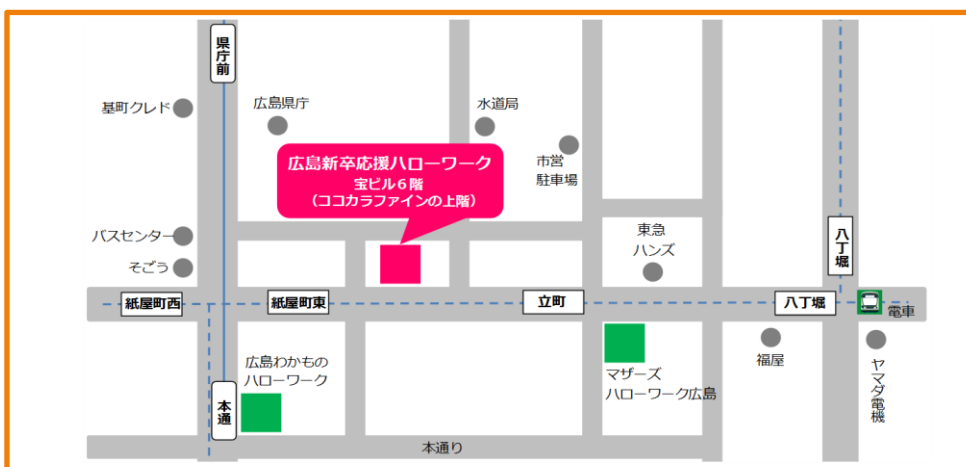 県庁前
基町クレド
広島県庁
水道局
市営
駐車場
広島新卒応援ハローワーク
宝ビル６階
（ココカラファインの上階）
バスセンター
そごう
東急
ハンズ
八丁堀
紙屋町西
紙屋町東
立町
八丁堀
電車
広島わかもの
ハローワーク
マザーズ
ハローワーク広島
福屋
ヤマダ電機
本通
本通り